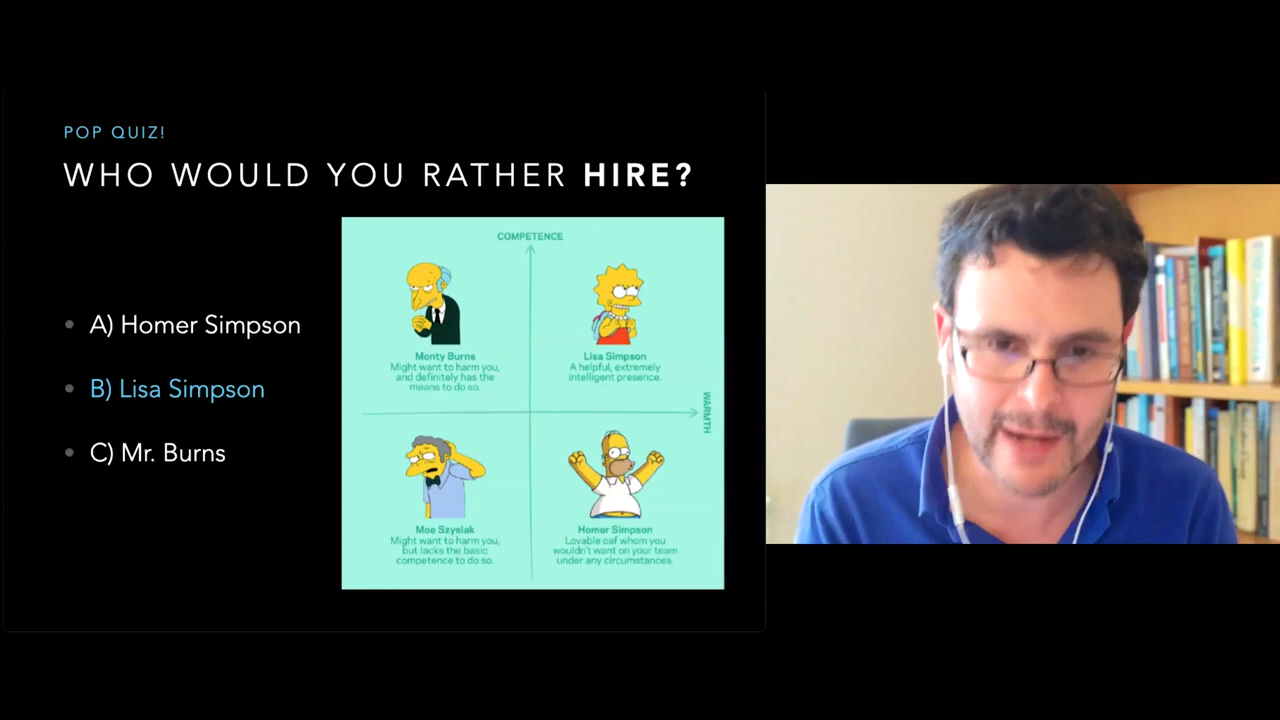 POP QUIZ!
WHO WOULD YOU RATHER HIRE?
A) Homer Simpson
B) Lisa Simpson
C) Mr. Burns
COMPETENCE
Monty Burns
Might want to harm you,
and definitely has the
means to do so.
Lisa Simpson
A helpful, extremely
intelligent presence.
WARMTH
Moe Szyslak
Might want to harm you,
but lacks the basic
competence to do so.
Homer Simpson
Lovable oaf whom you
wouldn't want on your team
under any circumstances.